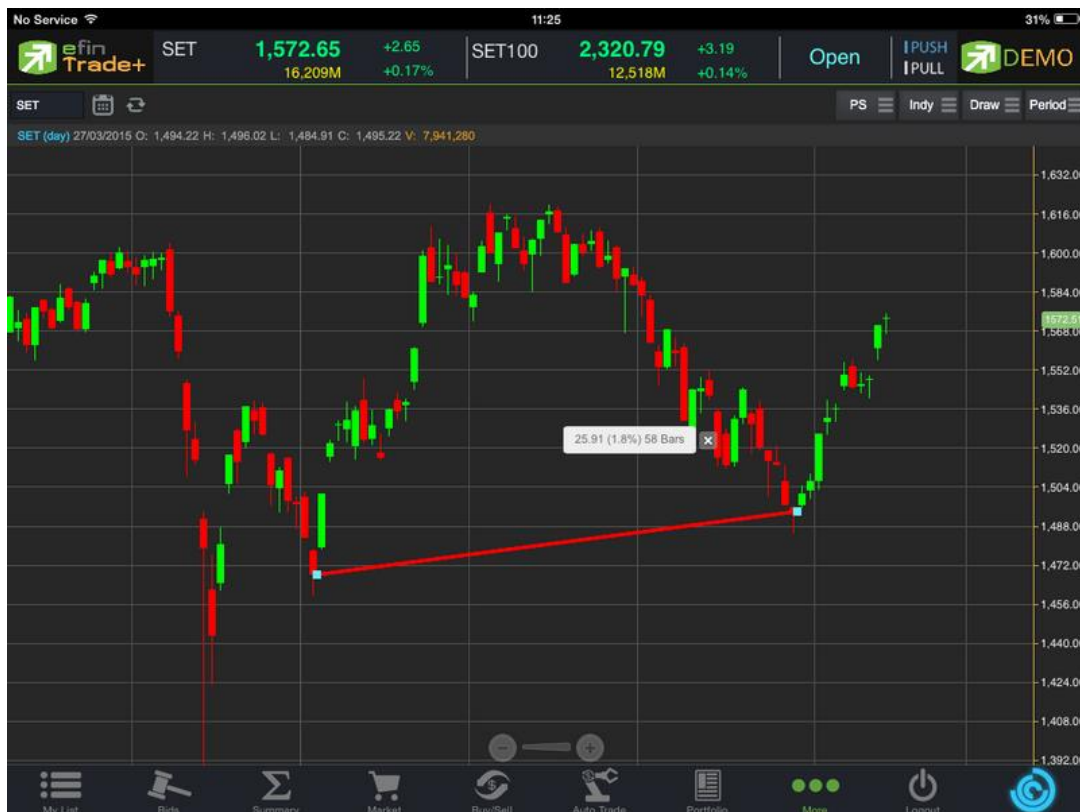 No Service 11:25 31%
efin Trade+ SET 1,572.65 +2.65 SET100 2,320.79 +3.19 Open PUSH DEMO
16,209M +0.17% 12,518M +0.14% PULL
SET PS Indy Draw Period
SET (day) 27/03/2015 O: 1,494.22 H: 1,496.02 L: 1,484.91 C: 1,495.22 V: 7,941,280
1,632.0
1,616.0
1,600.0
1,584.0
1572.6
1,568.0
1,552.0
1,536.0
25.91 (1.8%) 58 Bars
1,520.0
1,504.0
1,488.0
1,472.0
1,456.0
1,440.0
1,424.0
1,408.0
1,392.0
My List Bids Summary Market Buy/Sell Auto Trade Portfolio More Logout